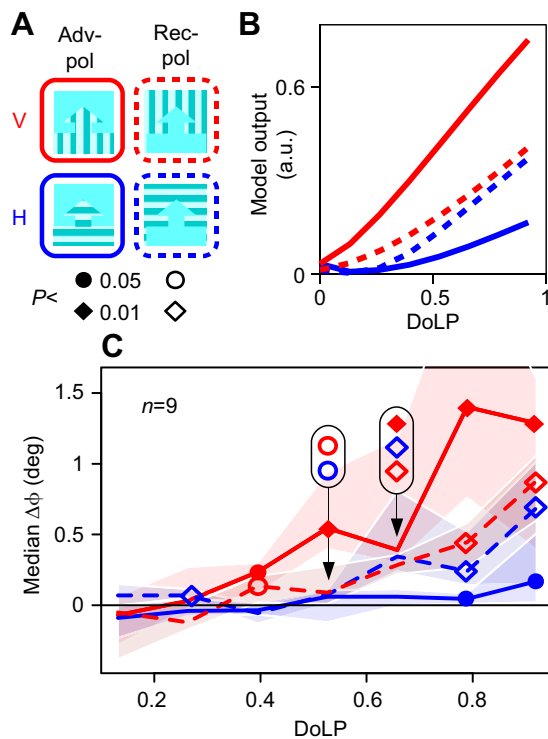 A
Adv-
pol
Rec-
pol
V
H
P<
0.05
0.01
B
Model output
(a.u.)
0.6
0
0
0.5
1
DoLP
C
n=9
Median Δϕ (deg)
1.5
1
0.5
0
0.2
0.4
0.6
0.8
DoLP